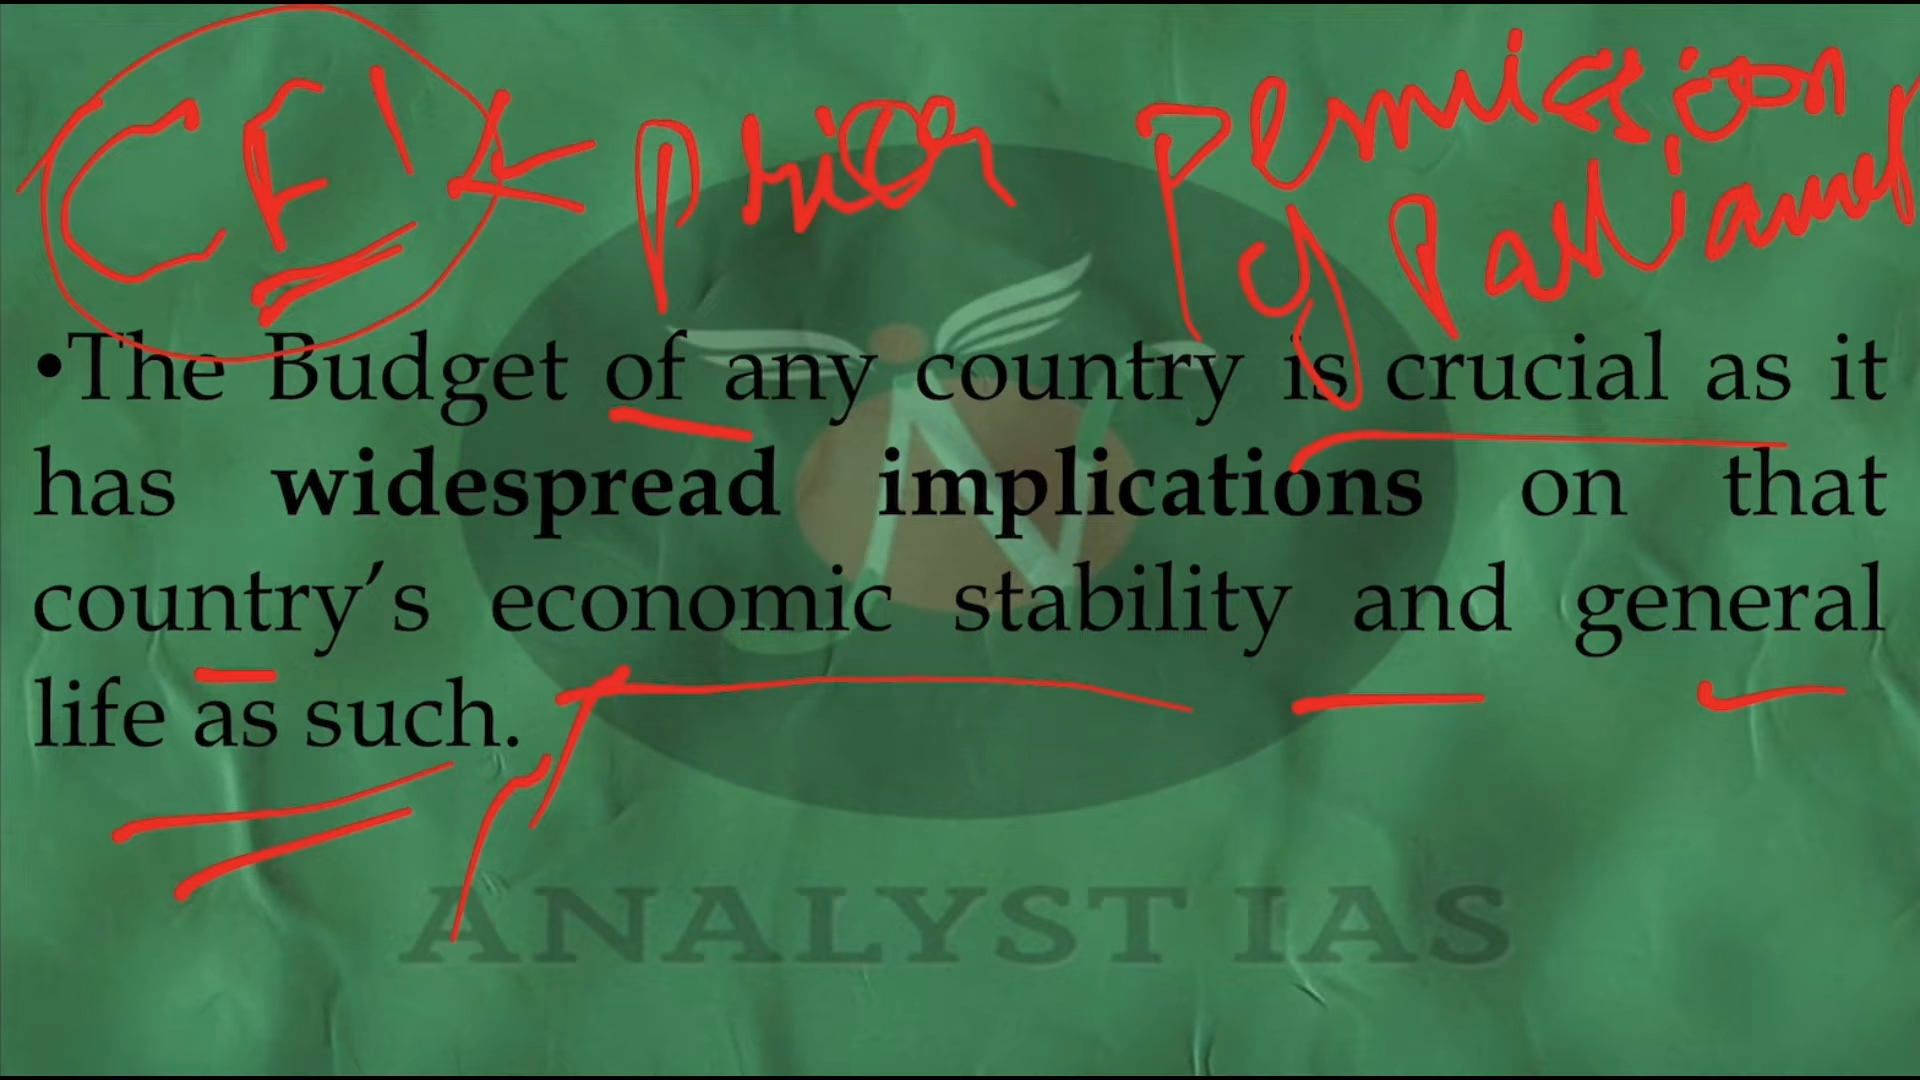 CFI Prior Permission
of Parliament
•The Budget of any country is crucial as it
has widespread implications on that
country’s economic stability and general
life as such.
ANALYST IAS